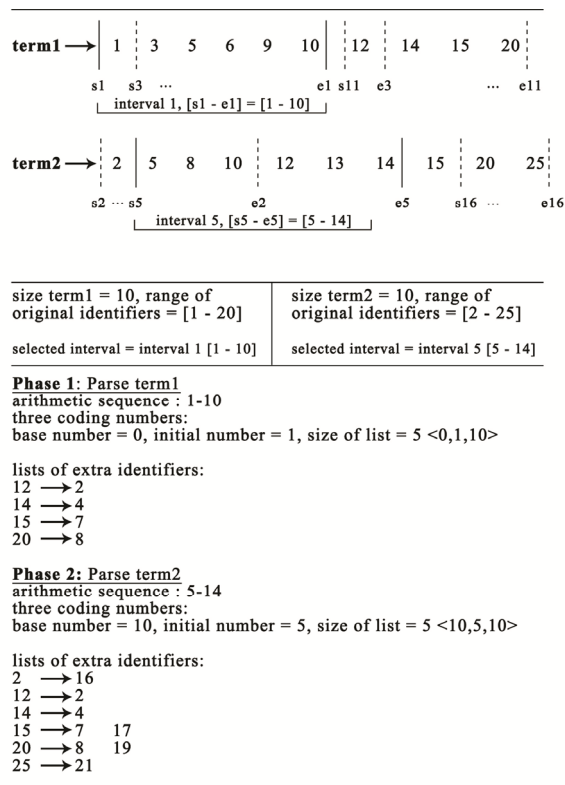 term1 → 1 3 5 6 9 10 12 14 15 20
s1 s3 ... e1 s11 e3 ... e11
interval 1, [s1 - e1] = [1 - 10]
term2 → 2 5 8 10 12 13 14 15 20 25
s2 ... s5 e2 e5 s16 ... e16
interval 5, [s5 - e5] = [5 - 14]
size term1 = 10, range of
original identifiers = [1 - 20]
selected interval = interval 1 [1 - 10]
size term2 = 10, range of
original identifiers = [2 - 25]
selected interval = interval 5 [5 - 14]
Phase 1: Parse term1
arithmetic sequence : 1-10
three coding numbers:
base number = 0, initial number = 1, size of list = 5 <0,1,10>
lists of extra identifiers:
12 → 2
14 → 4
15 → 7
20 → 8
Phase 2: Parse term2
arithmetic sequence : 5-14
three coding numbers:
base number = 10, initial number = 5, size of list = 5 <10,5,10>
lists of extra identifiers:
2 → 16
12 → 2
14 → 4
15 → 7 17
20 → 8 19
25 → 21